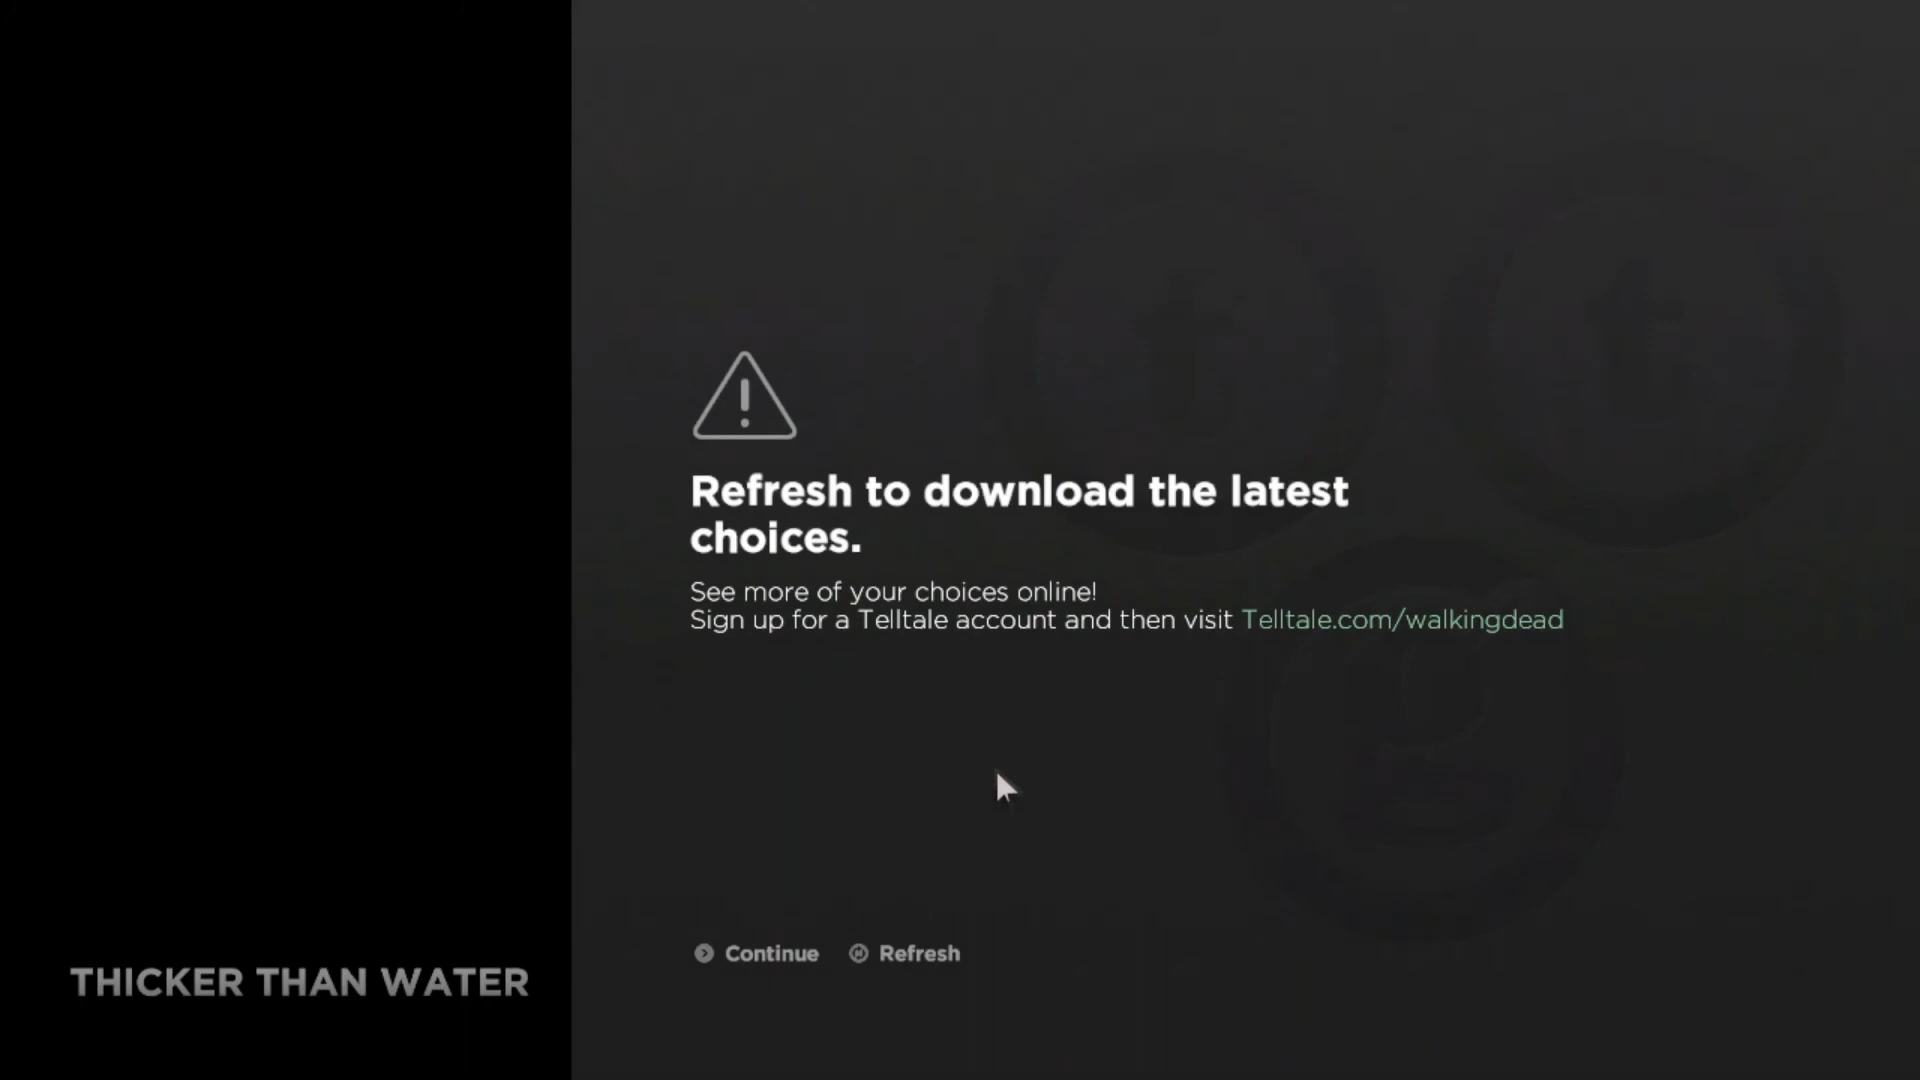 Refresh to download the latest
choices.
See more of your choices online!
Sign up for a Telltale account and then visit Telltale.com/walkingdead
Continue
Refresh
THICKER THAN WATER